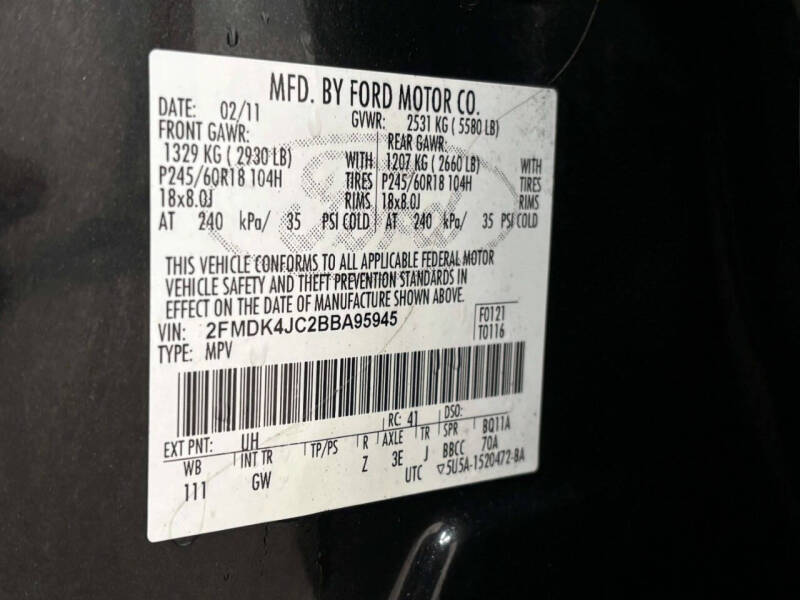 MFD. BY FORD MOTOR CO.
DATE: 02/11 GVWR: 2531 KG ( 5580 LB)
FRONT GAWR: REAR GAWR:
1329 KG ( 2930 LB) WITH 1207 KG ( 2660 LB) WITH
P245/60R18 104H TIRES P245/60R18 104H TIRES
18x8.0J RIMS 18x8.0J RIMS
AT 240 kPa/ 35 PSI COLD AT 240 kPa/ 35 PSI COLD
Ford
THIS VEHICLE CONFORMS TO ALL APPLICABLE FEDERAL MOTOR
VEHICLE SAFETY AND THEFT PREVENTION STANDARDS IN
EFFECT ON THE DATE OF MANUFACTURE SHOWN ABOVE.
VIN: 2FMDK4JC2BBA95945 F0121
TYPE: MPV T0116
RC: 41 DSO:
EXT PNT: UH
WB INT TR TP/PS R AXLE TR SPR BQ11A
111 GW Z 3E J BBCC 70A
UTC ▽5U5A-1520472-BA